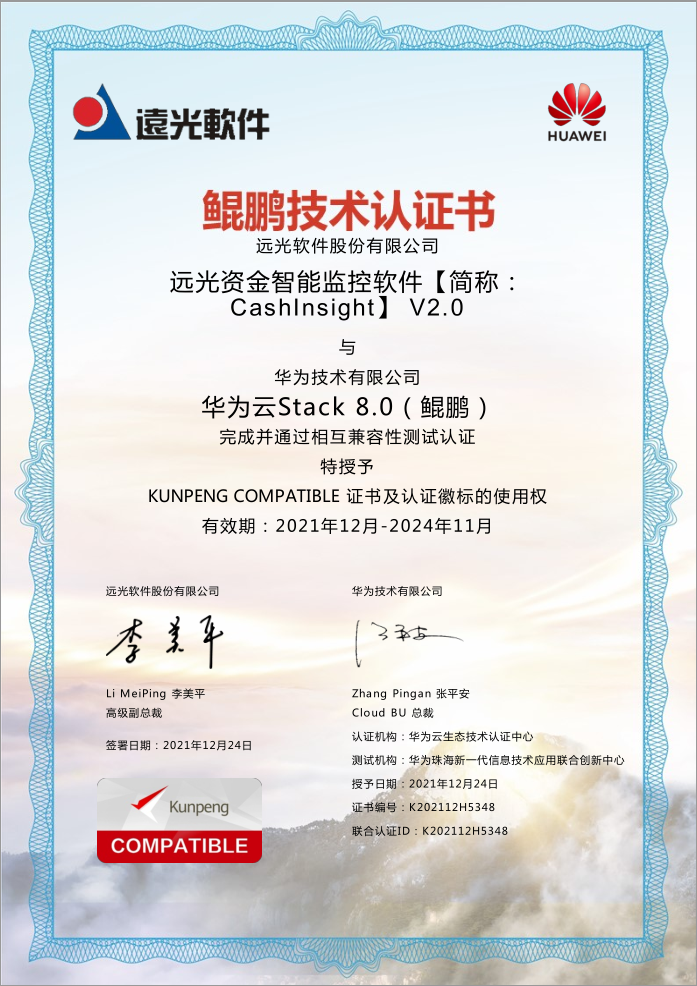 遠光軟件
HUAWEI
鲲鹏技术认证书
远光软件股份有限公司
远光资金智能监控软件【简称：
CashInsight】 V2.0
与
华为技术有限公司
华为云Stack 8.0（鲲鹏）
完成并通过相互兼容性测试认证
特授予
KUNPENG COMPATIBLE 证书及认证徽标的使用权
有效期：2021年12月-2024年11月
远光软件股份有限公司
李美平
Li MeiPing 李美平
高级副总裁
签署日期：2021年12月24日
Kunpeng
COMPATIBLE
华为技术有限公司
Zhang Pingan 张平安
Cloud BU 总裁
认证机构：华为云生态技术认证中心
测试机构：华为珠海新一代信息技术应用联合创新中心
授予日期：2021年12月24日
证书编号：K202112H5348
联合认证ID：K202112H5348